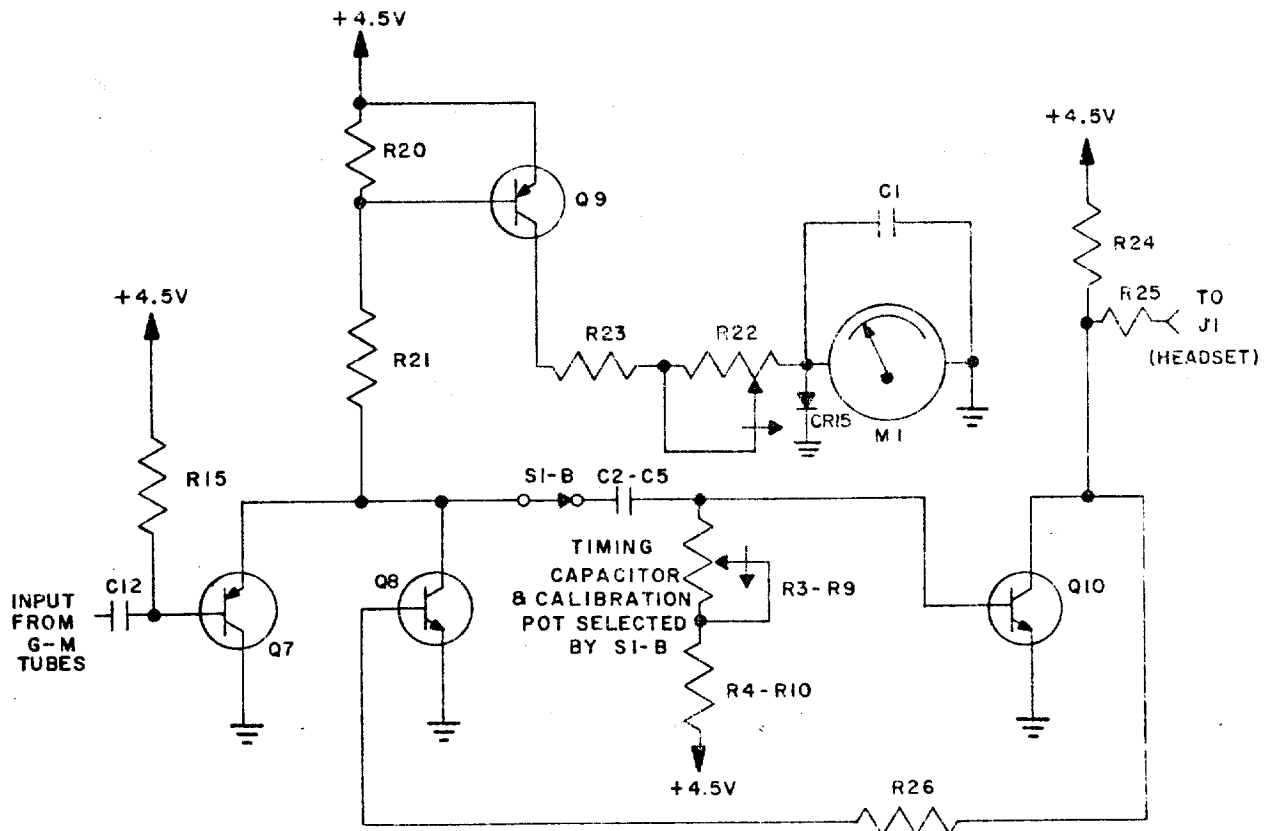 +4.5V
R20
Q9
C1
+4.5V
R24
+4.5V
R25
TO
J1
(HEADSET)
R21
R23
R22
CR15
M1
R15
S1-B
C2-C5
C12
INPUT
FROM
G-M
TUBES
Q7
Q8
TIMING
CAPACITOR
& CALIBRATION
POT SELECTED
BY S1-B
R3-R9
Q10
R4-R10
+4.5V
R26